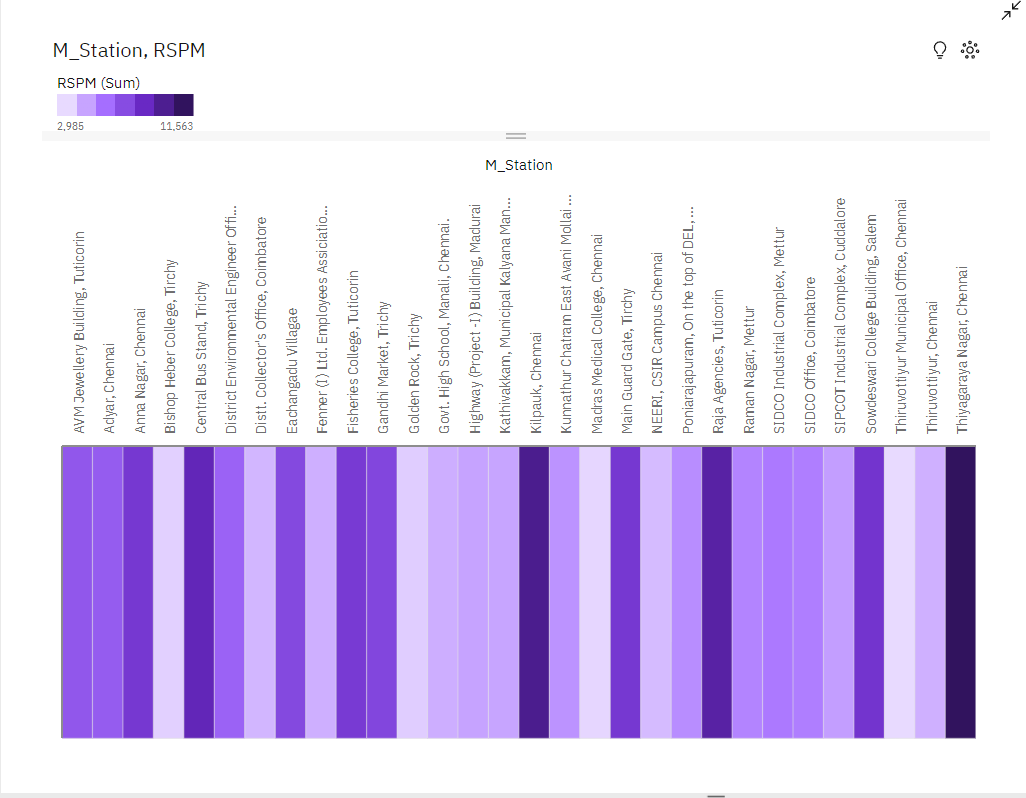 M_Station, RSPM
RSPM (Sum)
2,985 11,563
M_Station
AVM Jewellery Building, Tuticorin
Adyar, Chennai
Anna Nagar, Chennai
Bishop Heber College, Tirchy
Central Bus Stand, Trichy
District Environmental Engineer Offi...
Distt. Collector's Office, Coimbatore
Eachangadu Villagae
Fenner (I) Ltd. Employees Assiciatio...
Fisheries College, Tuticorin
Gandhi Market, Trichy
Golden Rock, Trichy
Govt. High School, Manali, Chennai.
Highway (Project -I) Building, Madurai
Kathivakkam, Municipal Kalyana Man...
Kilpauk, Chennai
Kunnathur Chatram East Avani Mollai ...
Madras Medical College, Chennai
Main Guard Gate, Tirchy
NEERI, CSIR Campus Chennai
Poniarajapuram, On the top of DEL, ...
Raja Agencies, Tuticorin
Raman Nagar, Mettur
SIDCO Industrial Complex, Mettur
SIDCO Office, Coimbatore
SIPCOT Industrial Complex, Cuddalore
Sowdeswari College Building, Salem
Thiruvottiyur Municipal Office, Chennai
Thiruvottiyur, Chennai
Thiyagaraya Nagar, Chennai